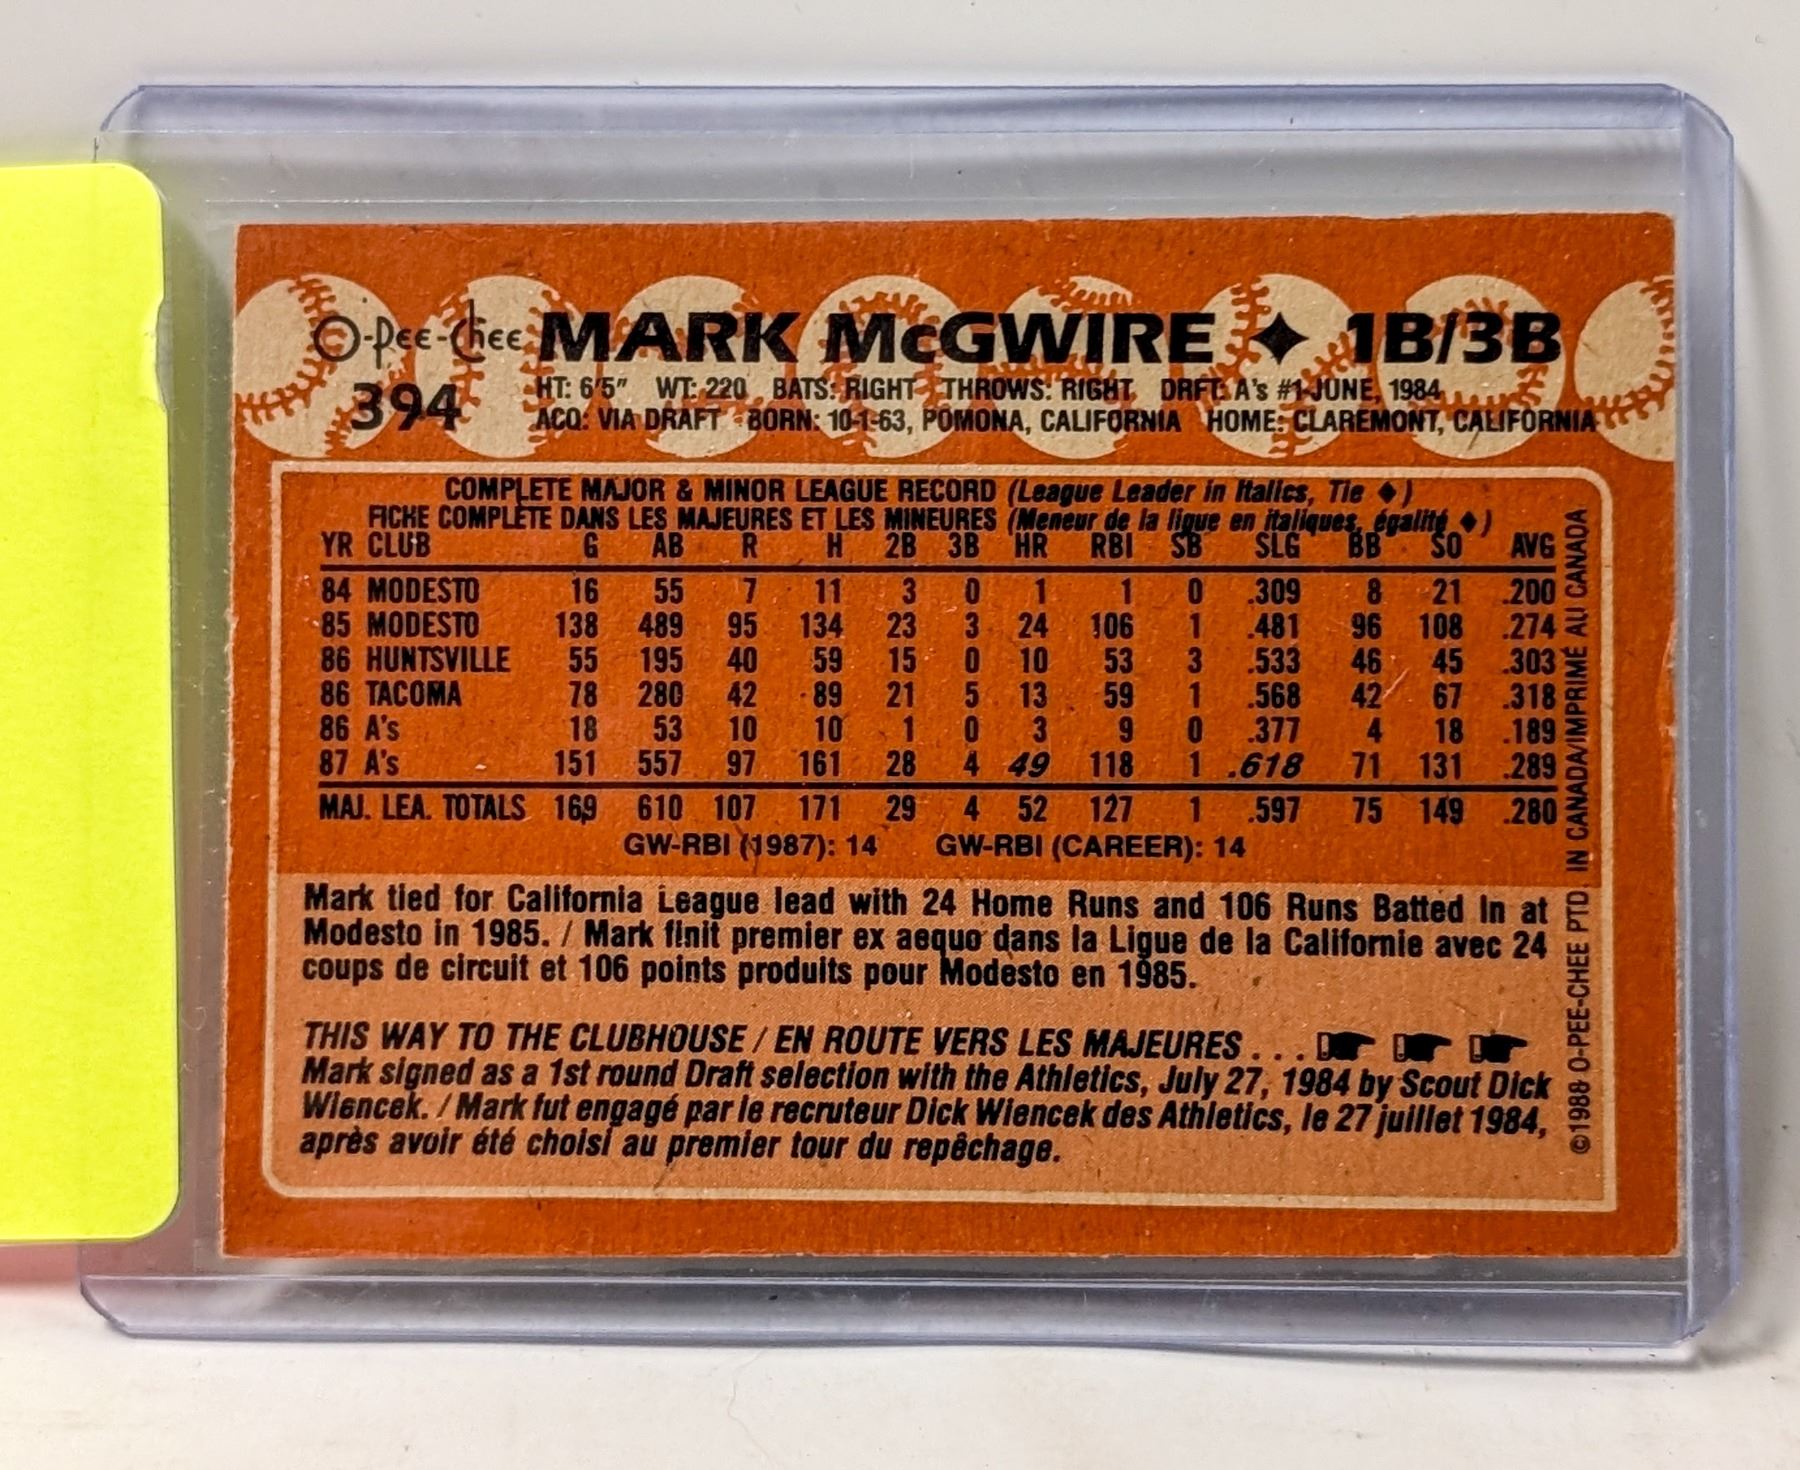 O-Pee-Chee MARK McGWIRE ✦ 1B/3B
394
HT: 6'5" WT: 220 BATS: RIGHT THROWS: RIGHT DRFT: A's #1-JUNE, 1984
ACQ: VIA DRAFT BORN: 10-1-63, POMONA, CALIFORNIA HOME: CLAREMONT, CALIFORNIA
COMPLETE MAJOR & MINOR LEAGUE RECORD (League Leader in Italics, Tie ◆)
FICHE COMPLÈTE DANS LES MAJEURES ET LES MINEURES (Meneur de la ligue en italiques, égalité ◆)
YR CLUB G AB R H 2B 3B HR RBI SB SLG BB SO AVG
84 MODESTO 16 55 7 11 3 0 1 1 0 .309 8 21 .200
85 MODESTO 138 489 95 134 23 3 24 106 1 .481 96 108 .274
86 HUNTSVILLE 55 195 40 59 15 0 10 53 3 .533 46 45 .303
86 TACOMA 78 280 42 89 21 5 13 59 1 .568 42 67 .318
86 A's 18 53 10 10 1 0 3 9 0 .377 4 18 .189
87 A's 151 557 97 161 28 4 49 118 1 .618 71 131 .289
MAJ. LEA. TOTALS 169 610 107 171 29 4 52 127 1 .597 75 149 .280
GW-RBI (1987): 14 GW-RBI (CAREER): 14
Mark tied for California League lead with 24 Home Runs and 106 Runs Batted In at
Modesto in 1985. / Mark finit premier ex aequo dans la Ligue de la Californie avec 24
coups de circuit et 106 points produits pour Modesto en 1985.
THIS WAY TO THE CLUBHOUSE / EN ROUTE VERS LES MAJEURES . . .
Mark signed as a 1st round Draft selection with the Athletics, July 27, 1984 by Scout Dick
Wiencek. / Mark fut engagé par le recruteur Dick Wiencek des Athletics, le 27 juillet 1984,
après avoir été choisi au premier tour du repêchage.
©1988 O-PEE-CHEE PTD. IN CANADA/IMPRIMÉ AU CANADA